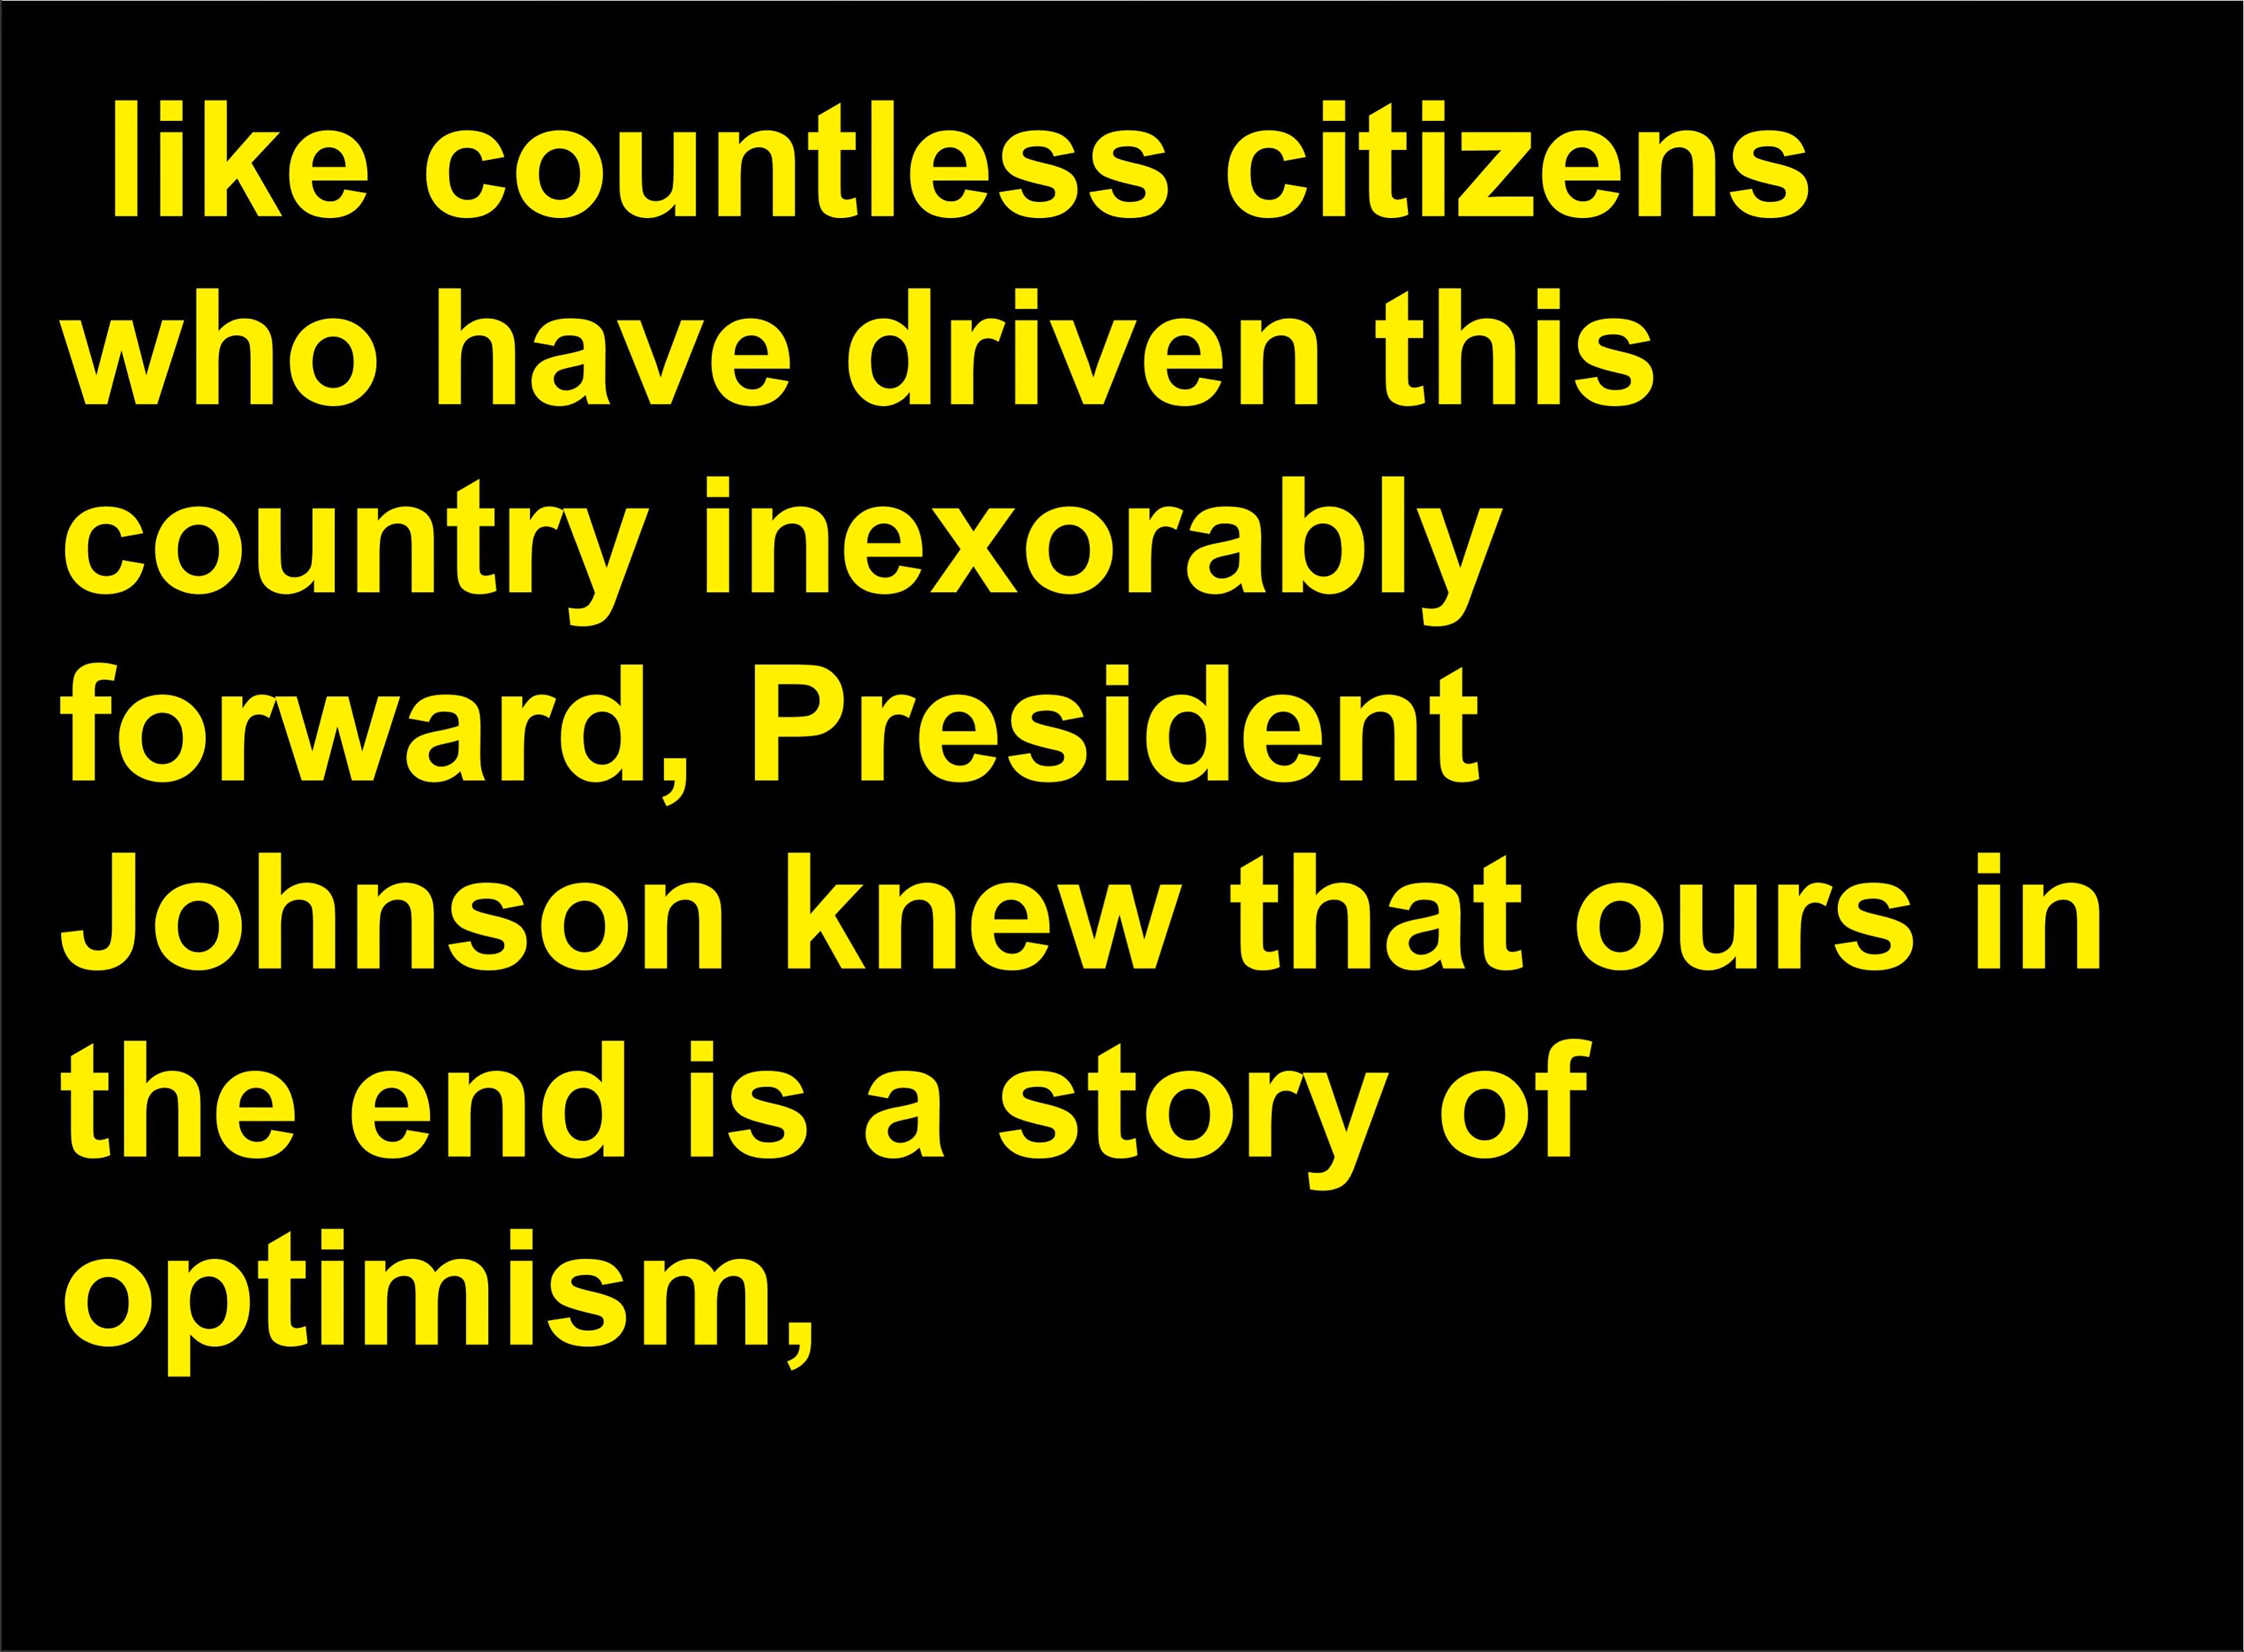 like countless citizens
who have driven this
country inexorably
forward, President
Johnson knew that ours in
the end is a story of
optimism,